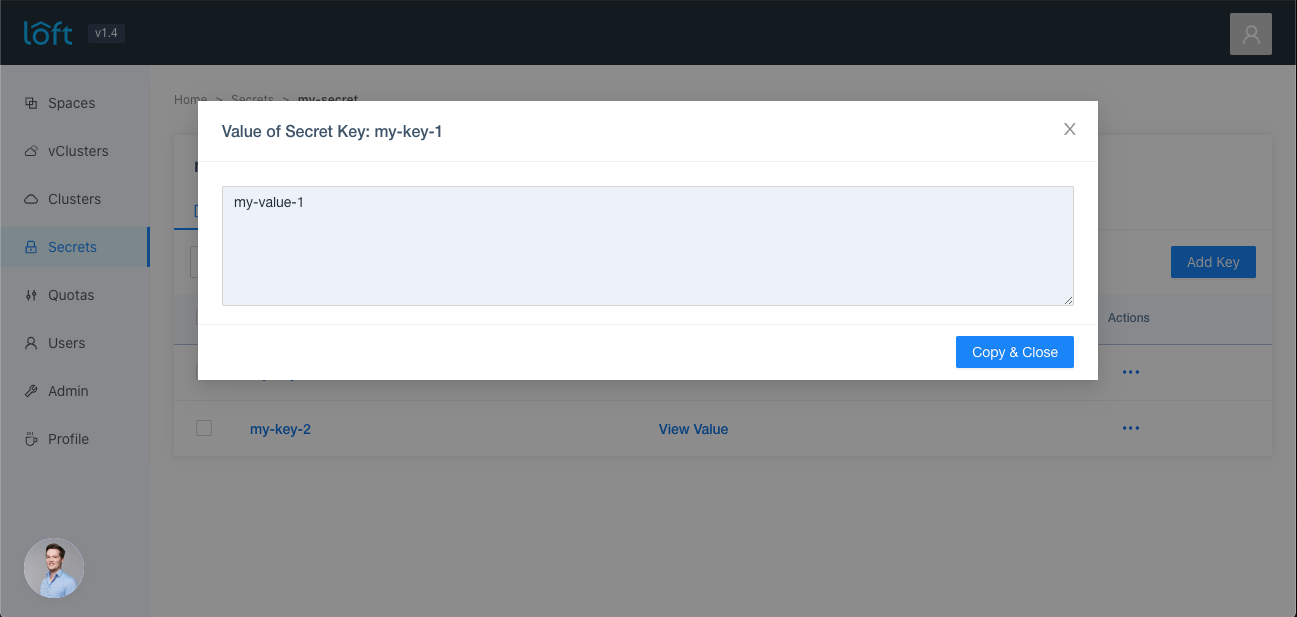 loft v1.4
Spaces
vClusters
Clusters
Secrets
Quotas
Users
Admin
Profile
Home > Secrets > my-secret
Value of Secret Key: my-key-1
my-value-1
Copy & Close
Add Key
Actions
my-key-2 View Value